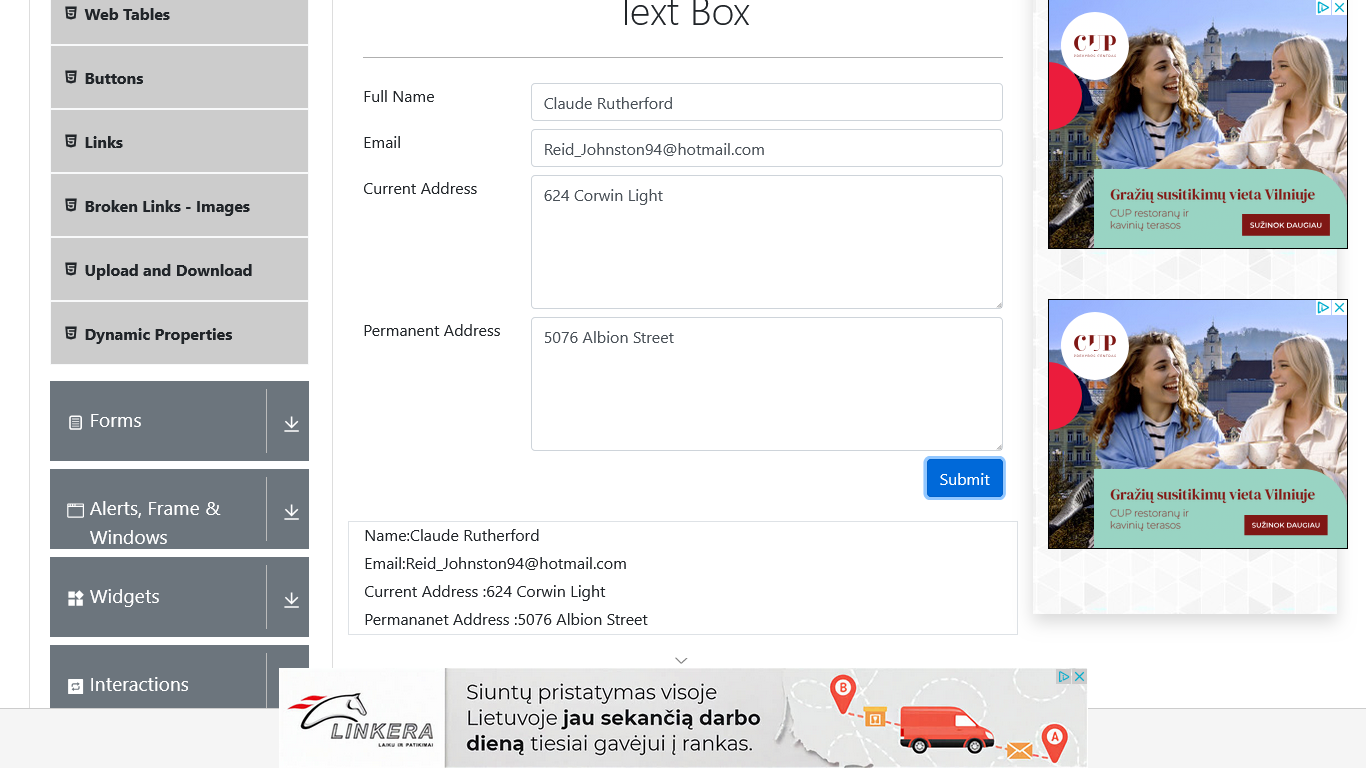 Web Tables
Buttons
Links
Broken Links - Images
Upload and Download
Dynamic Properties
Forms
Alerts, Frame &
Windows
Widgets
Interactions
Text Box
Full Name
Claude Rutherford
Email
Reid_Johnston94@hotmail.com
Current Address
624 Corwin Light
Permanent Address
5076 Albion Street
Submit
Name:Claude Rutherford
Email:Reid_Johnston94@hotmail.com
Current Address :624 Corwin Light
Permananet Address :5076 Albion Street
CUP
Gražių susitikimų vieta Vilniuje
CUP restoranų ir
kavinių terasos
SUŽINOK DAUGIAU
CUP
Gražių susitikimų vieta Vilniuje
CUP restoranų ir
kavinių terasos
SUŽINOK DAUGIAU
LINKERA
LAIKU IR PATIKIMAI
Siuntų pristatymas visoje
Lietuvoje jau sekančią darbo
dieną tiesiai gavėjui į rankas.
B
A